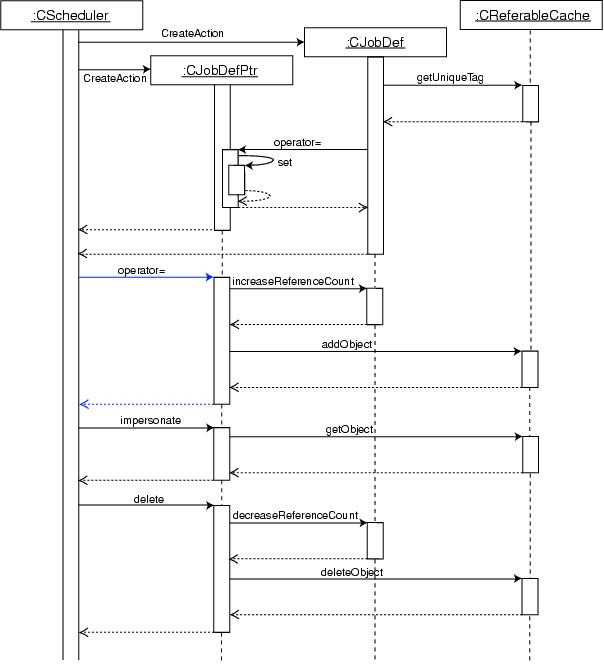 :CScheduler
:CReferableCache
CreateAction
:CJobDef
:CJobDefPtr
CreateAction
getUniqueTag
operator=
set
operator=
increaseReferenceCount
addObject
impersonate
getObject
delete
decreaseReferenceCount
deleteObject